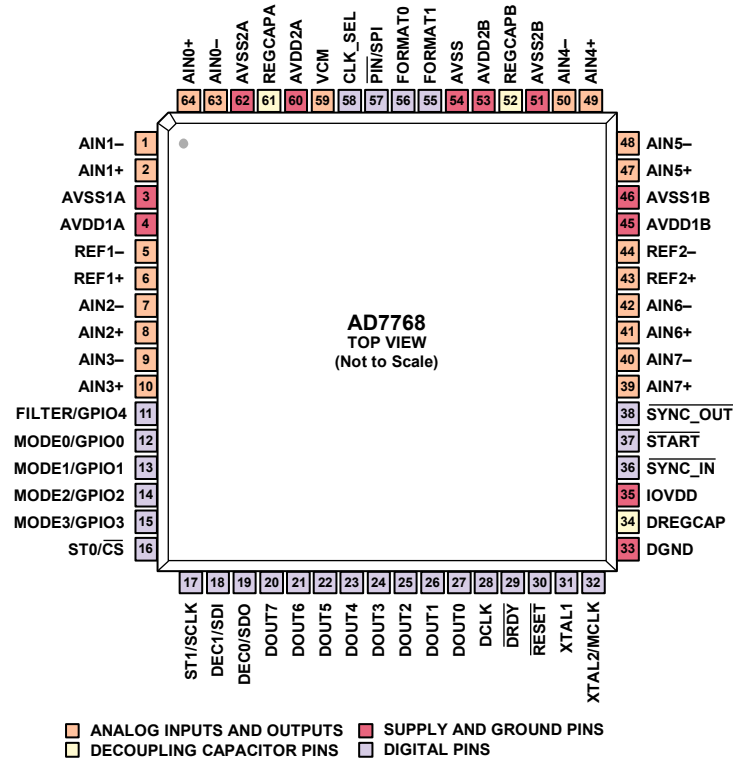 AIN0+
AIN0–
AVSS2A
REGCAPA
AVDD2A
VCM
CLK_SEL
PIN/SPI
FORMAT0
FORMAT1
AVSS
AVDD2B
REGCAPB
AVSS2B
AIN4–
AIN4+
64 63 62 61 60 59 58 57 56 55 54 53 52 51 50 49
AIN1– 1
AIN1+ 2
AVSS1A 3
AVDD1A 4
REF1– 5
REF1+ 6
AIN2– 7
AIN2+ 8
AIN3– 9
AIN3+ 10
FILTER/GPIO4 11
MODE0/GPIO0 12
MODE1/GPIO1 13
MODE2/GPIO2 14
MODE3/GPIO3 15
ST0/CS 16
AD7768
TOP VIEW
(Not to Scale)
48 AIN5–
47 AIN5+
46 AVSS1B
45 AVDD1B
44 REF2–
43 REF2+
42 AIN6–
41 AIN6+
40 AIN7–
39 AIN7+
38 SYNC_OUT
37 START
36 SYNC_IN
35 IOVDD
34 DREGCAP
33 DGND
17 18 19 20 21 22 23 24 25 26 27 28 29 30 31 32
ST1/SCLK
DEC1/SDI
DEC0/SDO
DOUT7
DOUT6
DOUT5
DOUT4
DOUT3
DOUT2
DOUT1
DOUT0
DCLK
DRDY
RESET
XTAL1
XTAL2/MCLK
ANALOG INPUTS AND OUTPUTS
SUPPLY AND GROUND PINS
DECOUPLING CAPACITOR PINS
DIGITAL PINS